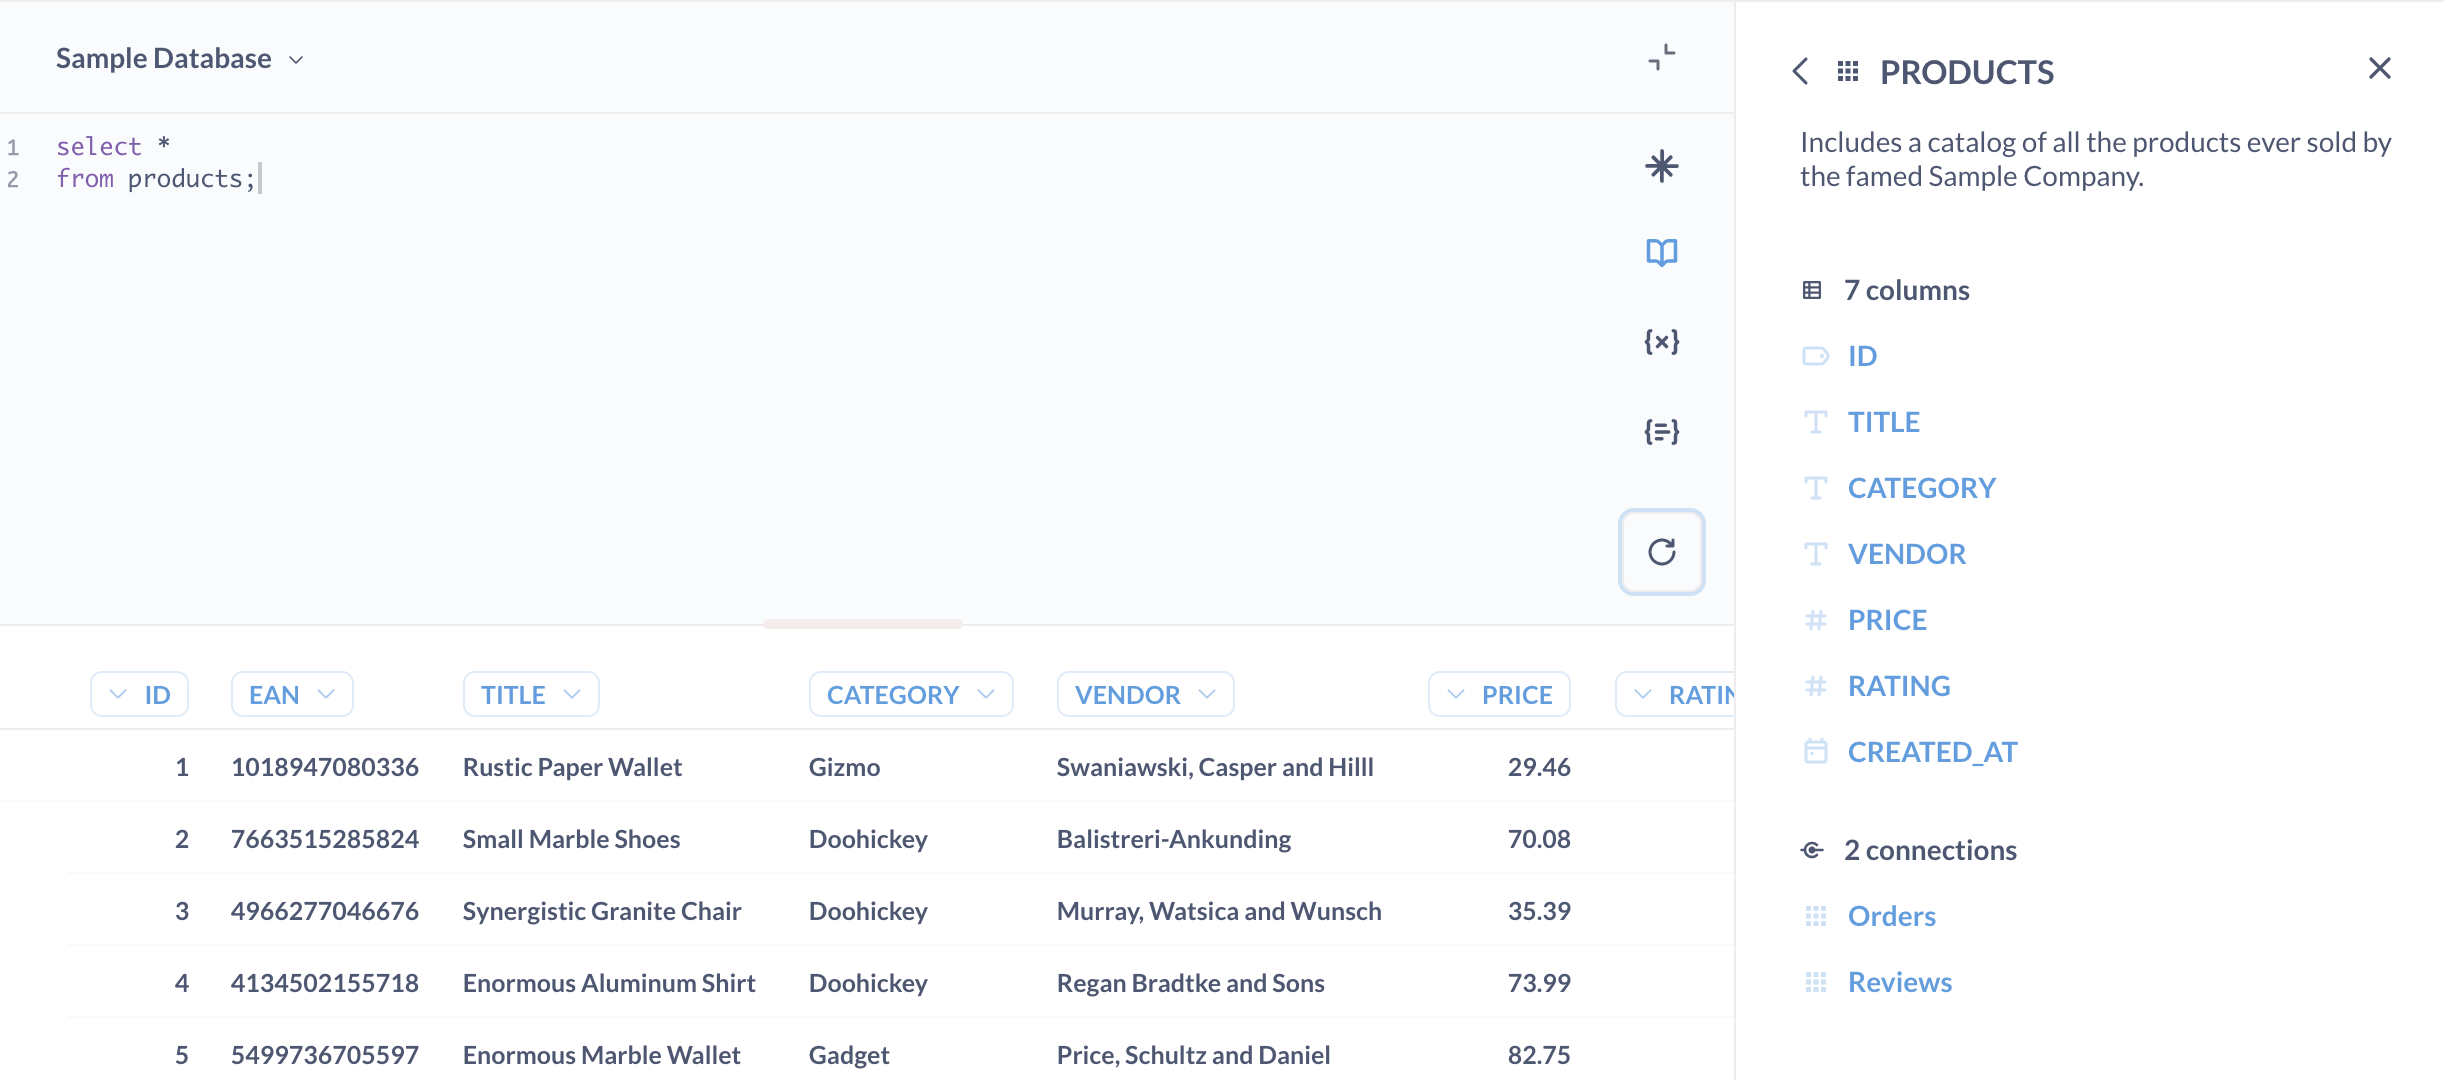 Sample Database
1 select *
2 from products;
ID EAN TITLE CATEGORY VENDOR PRICE
1 1018947080336 Rustic Paper Wallet Gizmo Swaniawski, Casper and Hilll 29.46
2 7663515285824 Small Marble Shoes Doohickey Balistreri-Ankunding 70.08
3 4966277046676 Synergistic Granite Chair Doohickey Murray, Watsica and Wunsch 35.39
4 4134502155718 Enormous Aluminum Shirt Doohickey Regan Bradtke and Sons 73.99
5 5499736705597 Enormous Marble Wallet Gadget Price, Schultz and Daniel 82.75
PRODUCTS
Includes a catalog of all the products ever sold by
the famed Sample Company.
7 columns
ID
TITLE
CATEGORY
VENDOR
PRICE
RATING
CREATED_AT
2 connections
Orders
Reviews